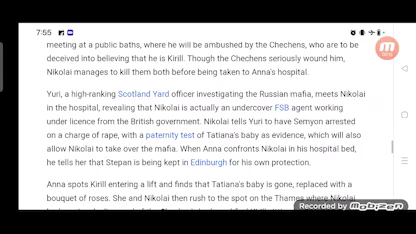 7:55
meeting at a public baths, where he will be ambushed by the Chechens, who are to be
deceived into believing that he is Kirill. Though the Chechens seriously wound him,
Nikolai manages to kill them both before being taken to Anna's hospital.
Yuri, a high-ranking Scotland Yard officer investigating the Russian mafia, meets Nikolai
in the hospital, revealing that Nikolai is actually an undercover FSB agent working
under licence from the British government. Nikolai tells Yuri to have Semyon arrested
on a charge of rape, with a paternity test of Tatiana's baby as evidence, which will also
allow Nikolai to take over the mafia. When Anna confronts Nikolai in his hospital bed,
he tells her that Stepan is being kept in Edinburgh for his own protection.
Anna spots Kirill entering a lift and finds that Tatiana's baby is gone, replaced with a
bouquet of roses. She and Nikolai then rush to the spot on the Thames where Nikolai
Recorded by mobizen